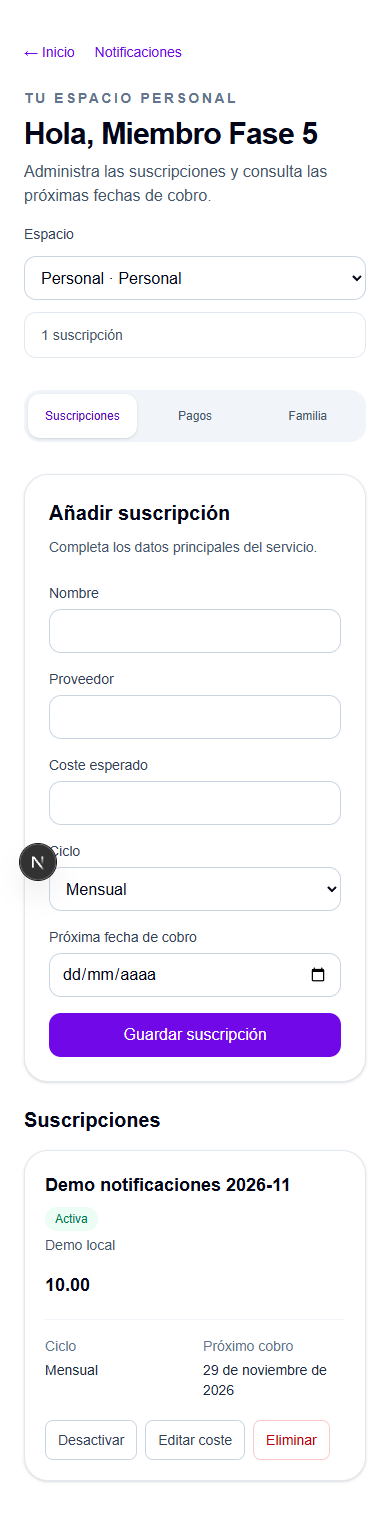 ← Inicio Notificaciones
TU ESPACIO PERSONAL
Hola, Miembro Fase 5
Administra las suscripciones y consulta las
próximas fechas de cobro.
Espacio
Personal · Personal
1 suscripción
Suscripciones Pagos Familia
Añadir suscripción
Completa los datos principales del servicio.
Nombre
Proveedor
Coste esperado
Ciclo
N
Mensual
Próxima fecha de cobro
dd/mm/aaaa
Guardar suscripción
Suscripciones
Demo notificaciones 2026-11
Activa
Demo local
10.00
Ciclo Próximo cobro
Mensual 29 de noviembre de
2026
Desactivar Editar coste Eliminar